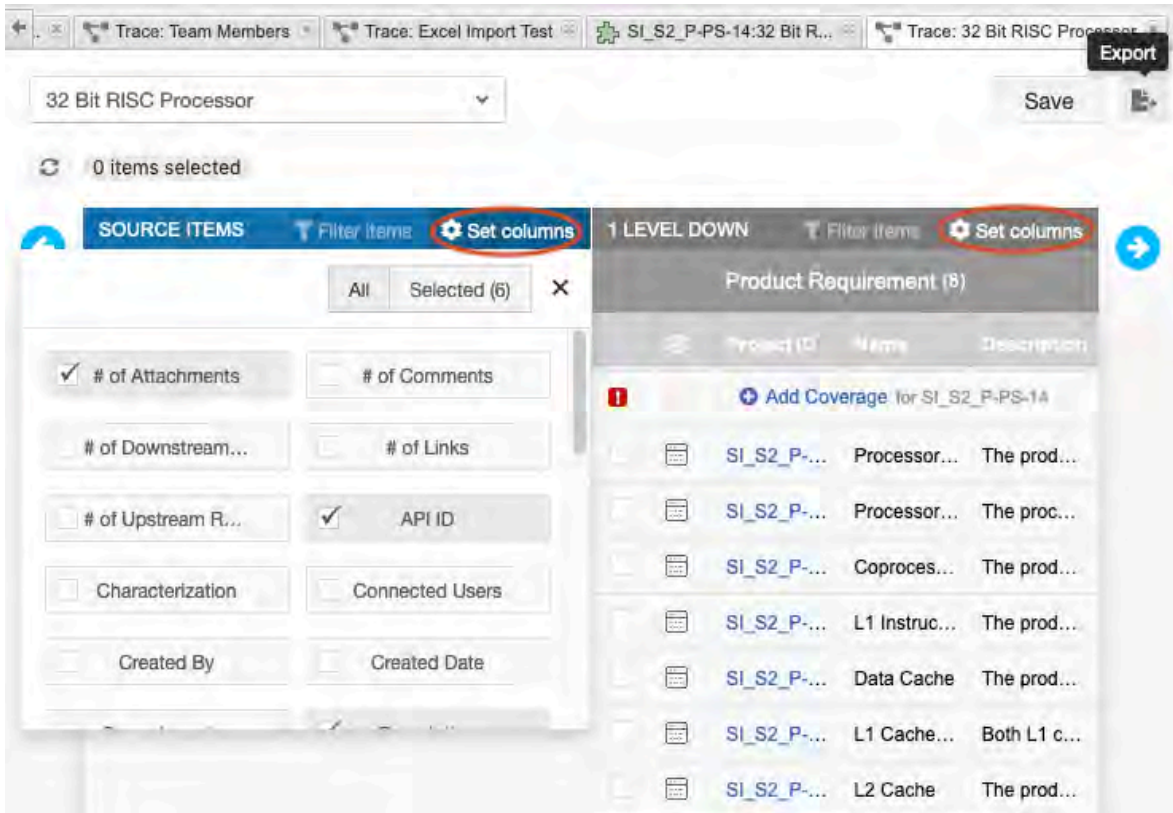 . Trace: Team Members Trace: Excel Import Test SI_S2_P-PS-14:32 Bit R... Trace: 32 Bit RISC Processor
Export
32 Bit RISC Processor Save
0 items selected
SOURCE ITEMS Filter items Set columns 1 LEVEL DOWN Filter items Set columns
All Selected (6) Product Requirement (8)
Project ID Name Description
# of Attachments # of Comments Add Coverage for SI_S2_P-PS-14
# of Downstream... # of Links SI_S2_P-... Processor... The prod...
# of Upstream R... API ID SI_S2_P-... Processor... The proc...
SI_S2_P-... Coproces... The prod...
Characterization Connected Users
SI_S2_P-... L1 Instruc... The prod...
Created By Created Date SI_S2_P-... Data Cache The prod...
SI_S2_P-... L1 Cache... Both L1 c...
SI_S2_P-... L2 Cache The prod...